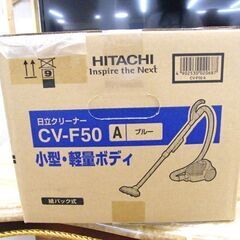 HITACHI
Inspire the Next
日立クリーナー
CV-F50 A ブルー
小型・軽量ボディ
紙パック式
9